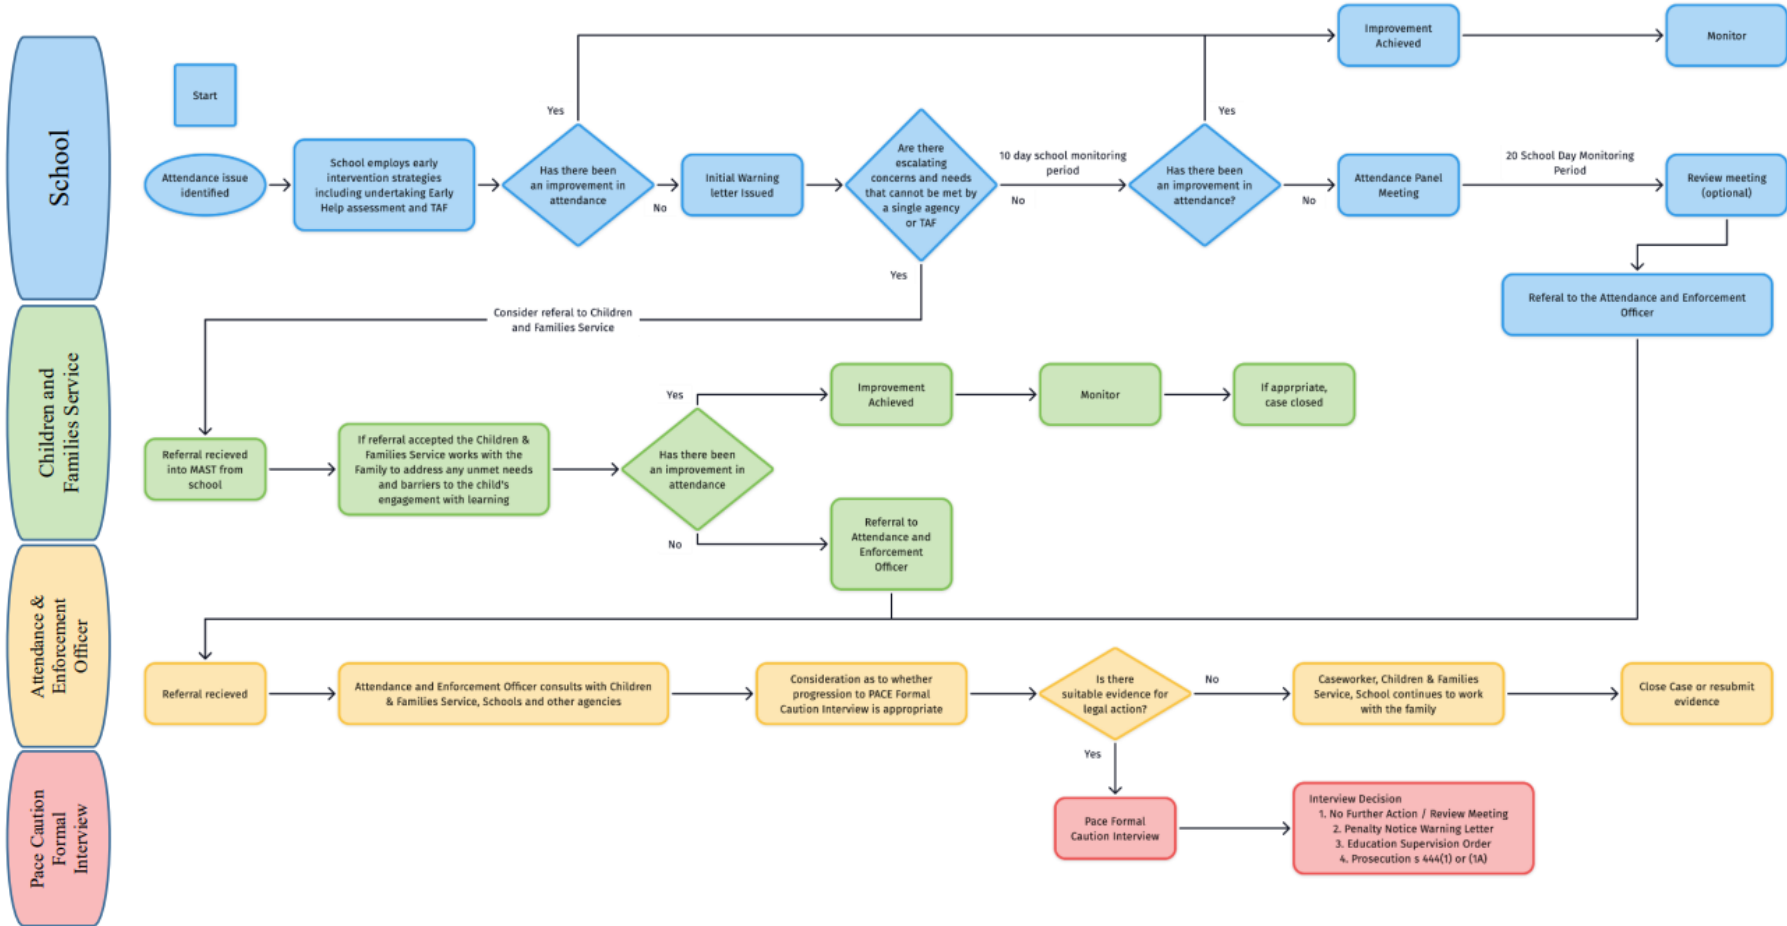 School
Start
Attendance issue
identified
School employs early
intervention strategies
including undertaking Early
Help assessment and TAF
Has there been
an improvement in
attendance
Yes
No
Initial Warning
letter Issued
Are there
escalating
concerns and needs
that cannot be met by
a single agency
or TAF
10 day school monitoring
period
No
Yes
Has there been
an improvement in
attendance?
Yes
No
Improvement
Achieved
Monitor
Attendance Panel
Meeting
20 School Day Monitoring
Period
Review meeting
(optional)
Referal to the Attendance and Enforcement
Officer
Consider referal to Children
and Families Service
Children and
Families Service
Referral recieved
into MAST from
school
If referral accepted the Children &
Families Service works with the
Family to address any unmet needs
and barriers to the child's
engagement with learning
Has there been
an improvement in
attendance
Yes
Improvement
Achieved
Monitor
If apprpriate,
case closed
No
Referral to
Attendance and
Enforcement
Officer
Attendance &
Enforcement
Officer
Referral recieved
Attendance and Enforcement Officer consults with Children
& Families Service, Schools and other agencies
Consideration as to whether
progression to PACE Formal
Caution Interview is appropriate
Is there
suitable evidence for
legal action?
No
Caseworker, Children & Families
Service, School continues to work
with the family
Close Case or resubmit
evidence
Yes
Pace Caution
Formal
Interview
Pace Formal
Caution Interview
Interview Decision
1. No Further Action / Review Meeting
2. Penalty Notice Warning Letter
3. Education Supervision Order
4. Prosecution s 444(1) or (1A)